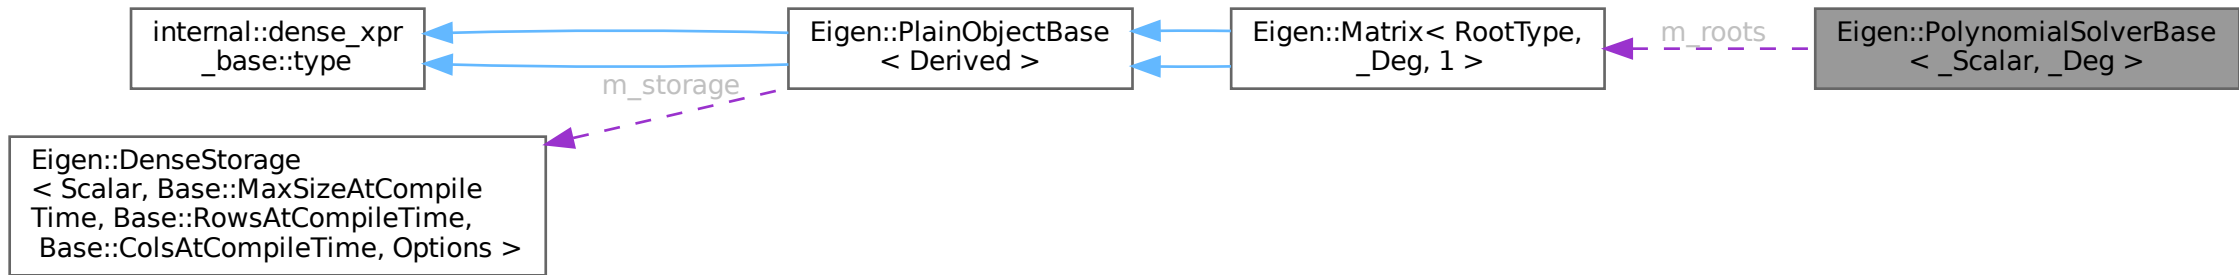 internal::dense_xpr
_base::type
Eigen::PlainObjectBase
< Derived >
Eigen::Matrix< RootType,
_Deg, 1 >
m_roots
Eigen::PolynomialSolverBase
< _Scalar, _Deg >
m_storage
Eigen::DenseStorage
< Scalar, Base::MaxSizeAtCompile
Time, Base::RowsAtCompileTime,
Base::ColsAtCompileTime, Options >